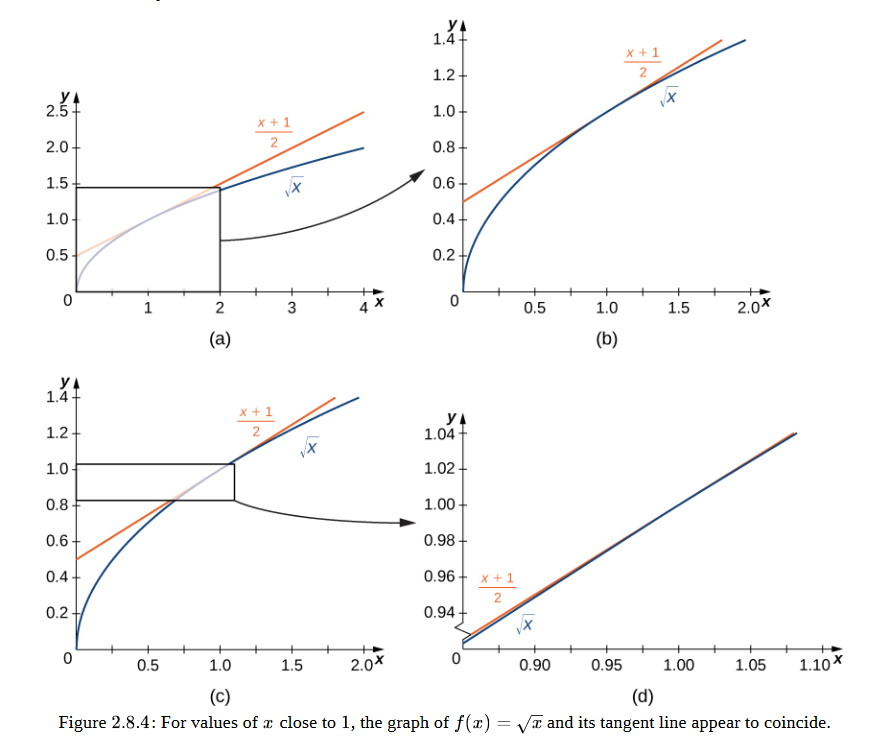 y
2.5
2.0
1.5
1.0
0.5
0
1
2
3
4 x
x + 1
2
√x
(a)
y
1.4
1.2
1.0
0.8
0.6
0.4
0.2
0
0.5
1.0
1.5
2.0 x
x + 1
2
√x
(b)
y
1.4
1.2
1.0
0.8
0.6
0.4
0.2
0
0.5
1.0
1.5
2.0 x
x + 1
2
√x
(c)
y
1.04
1.02
1.00
0.98
0.96
0.94
0
0.90
0.95
1.00
1.05
1.10 x
x + 1
2
√x
(d)
Figure 2.8.4: For values of x close to 1, the graph of f(x) = √x and its tangent line appear to coincide.